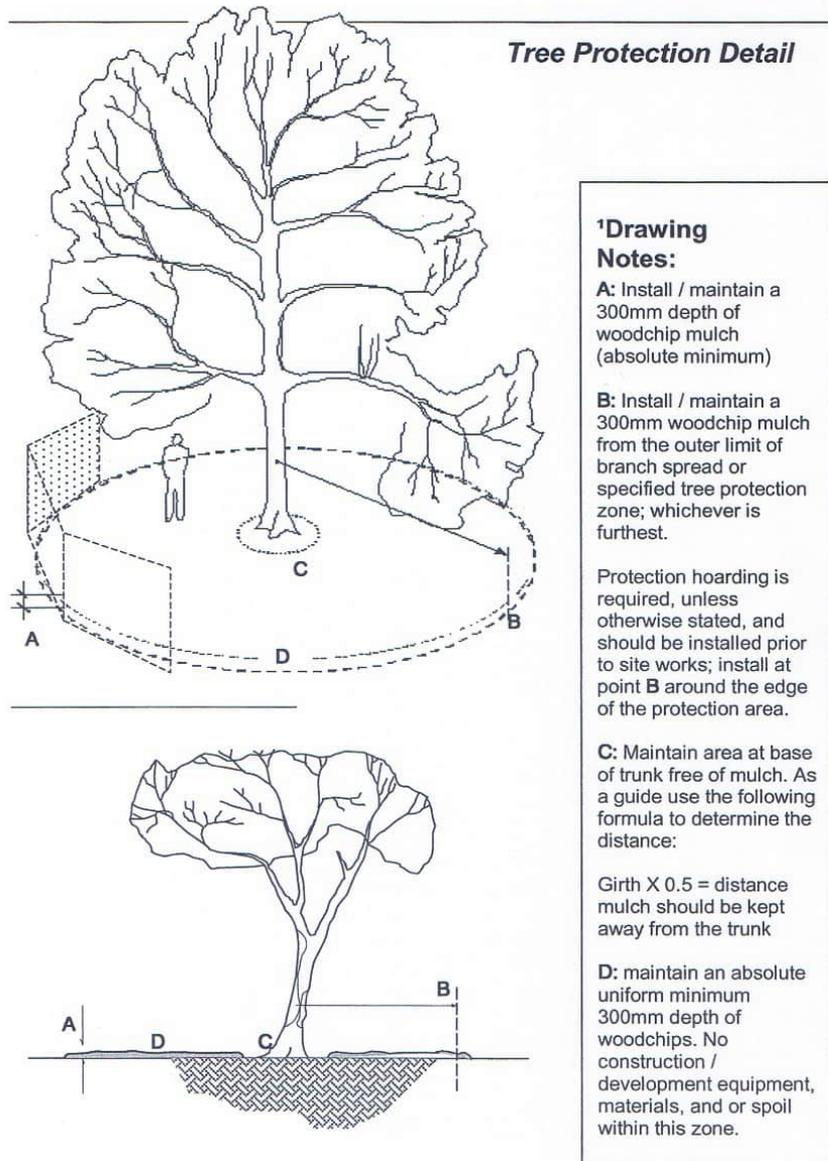 Tree Protection Detail
¹Drawing
Notes:
A: Install / maintain a
300mm depth of
woodchip mulch
(absolute minimum)
B: Install / maintain a
300mm woodchip mulch
from the outer limit of
branch spread or
specified tree protection
zone; whichever is
furthest.
Protection hoarding is
required, unless
otherwise stated, and
should be installed prior
to site works; install at
point B around the edge
of the protection area.
C: Maintain area at base
of trunk free of mulch. As
a guide use the following
formula to determine the
distance:
Girth X 0.5 = distance
mulch should be kept
away from the trunk
D: maintain an absolute
uniform minimum
300mm depth of
woodchips. No
construction /
development equipment,
materials, and or spoil
within this zone.
C
B
A
D
B
A
D
C